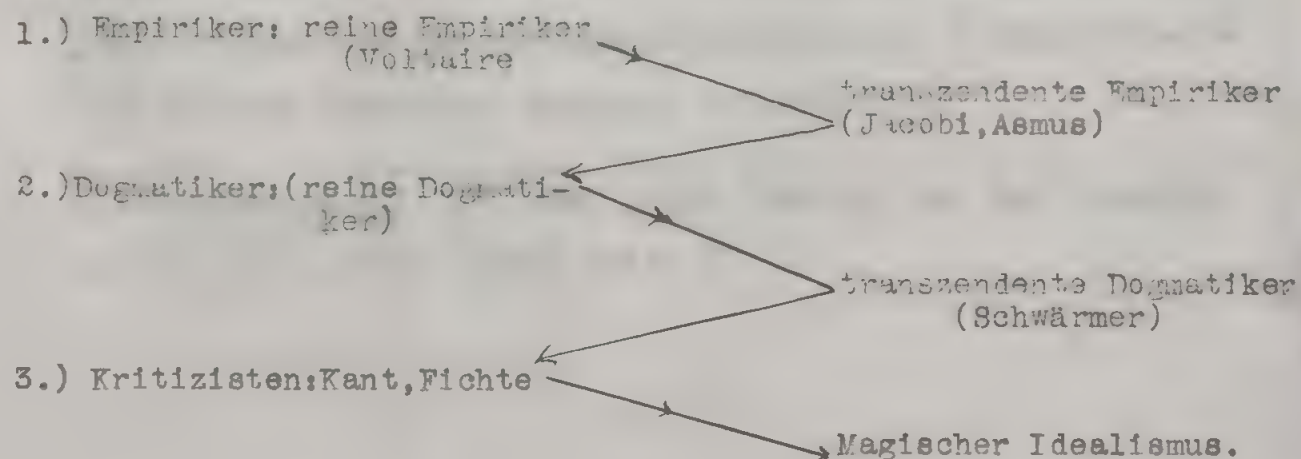 1.) Empiriker: reine Empiriker
(Voltaire
transzendente Empiriker
(Jacobi,Asmus)
2.)Dogmatiker:(reine Dogmati-
ker)
transzendente Dogmatiker
(Schwärmer)
3.) Kritizisten:Kant,Fichte
Magischer Idealismus.